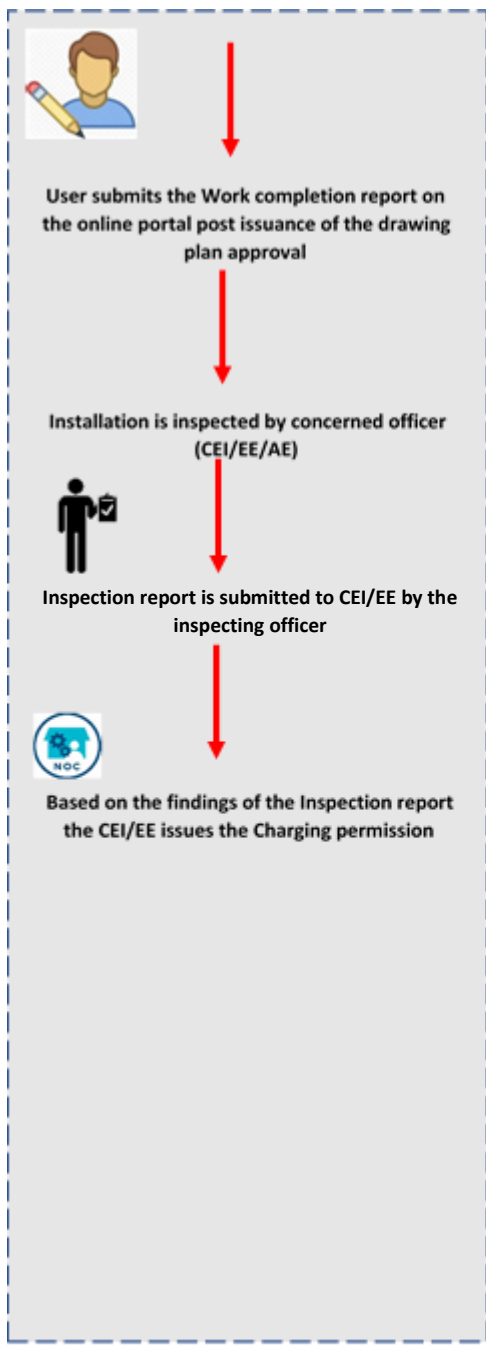 User submits the Work completion report on
the online portal post issuance of the drawing
plan approval
Installation is inspected by concerned officer
(CEI/EE/AE)
Inspection report is submitted to CEI/EE by the
inspecting officer
NOC
Based on the findings of the Inspection report
the CEI/EE issues the Charging permission